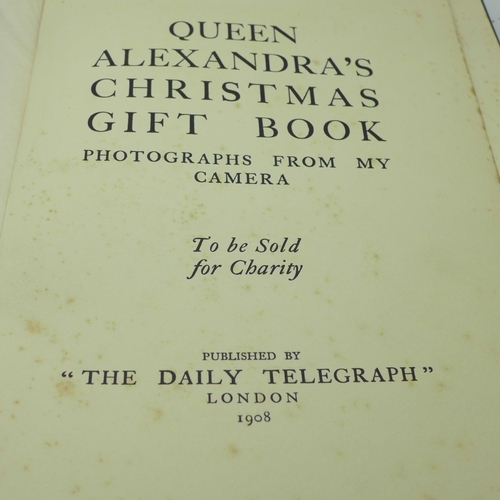 QUEEN
ALEXANDRA'S
CHRISTMAS
GIFT BOOK
PHOTOGRAPHS FROM MY
CAMERA
To be Sold
for Charity
PUBLISHED BY
"THE DAILY TELEGRAPH"
LONDON
1908